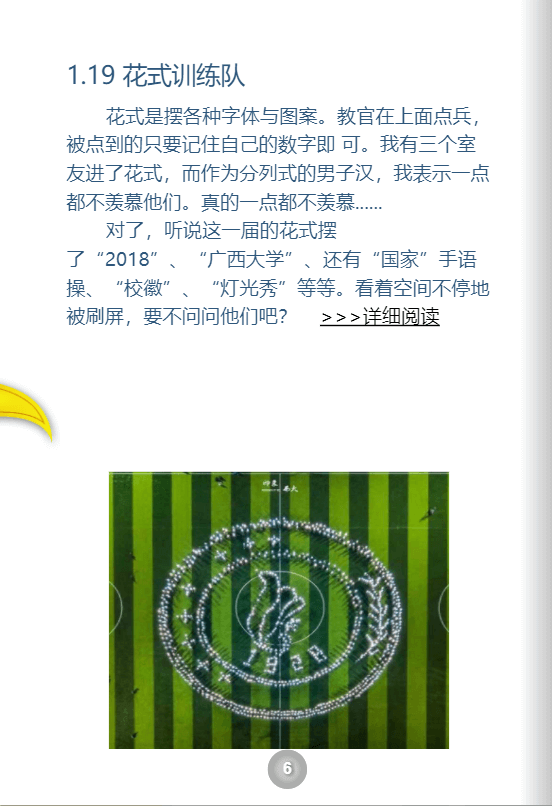 1.19 花式训练队
花式是摆各种字体与图案。教官在上面点兵，
被点到的只要记住自己的数字即 可。我有三个室
友进了花式，而作为分列式的男子汉，我表示一点
都不羡慕他们。真的一点都不羡慕......
对了，听说这一届的花式摆
了“2018”、“广西大学”、还有“国家”手语
操、“校徽”、“灯光秀”等等。看着空间不停地
被刷屏，要不问问他们吧？ >>>详细阅读
1928
6